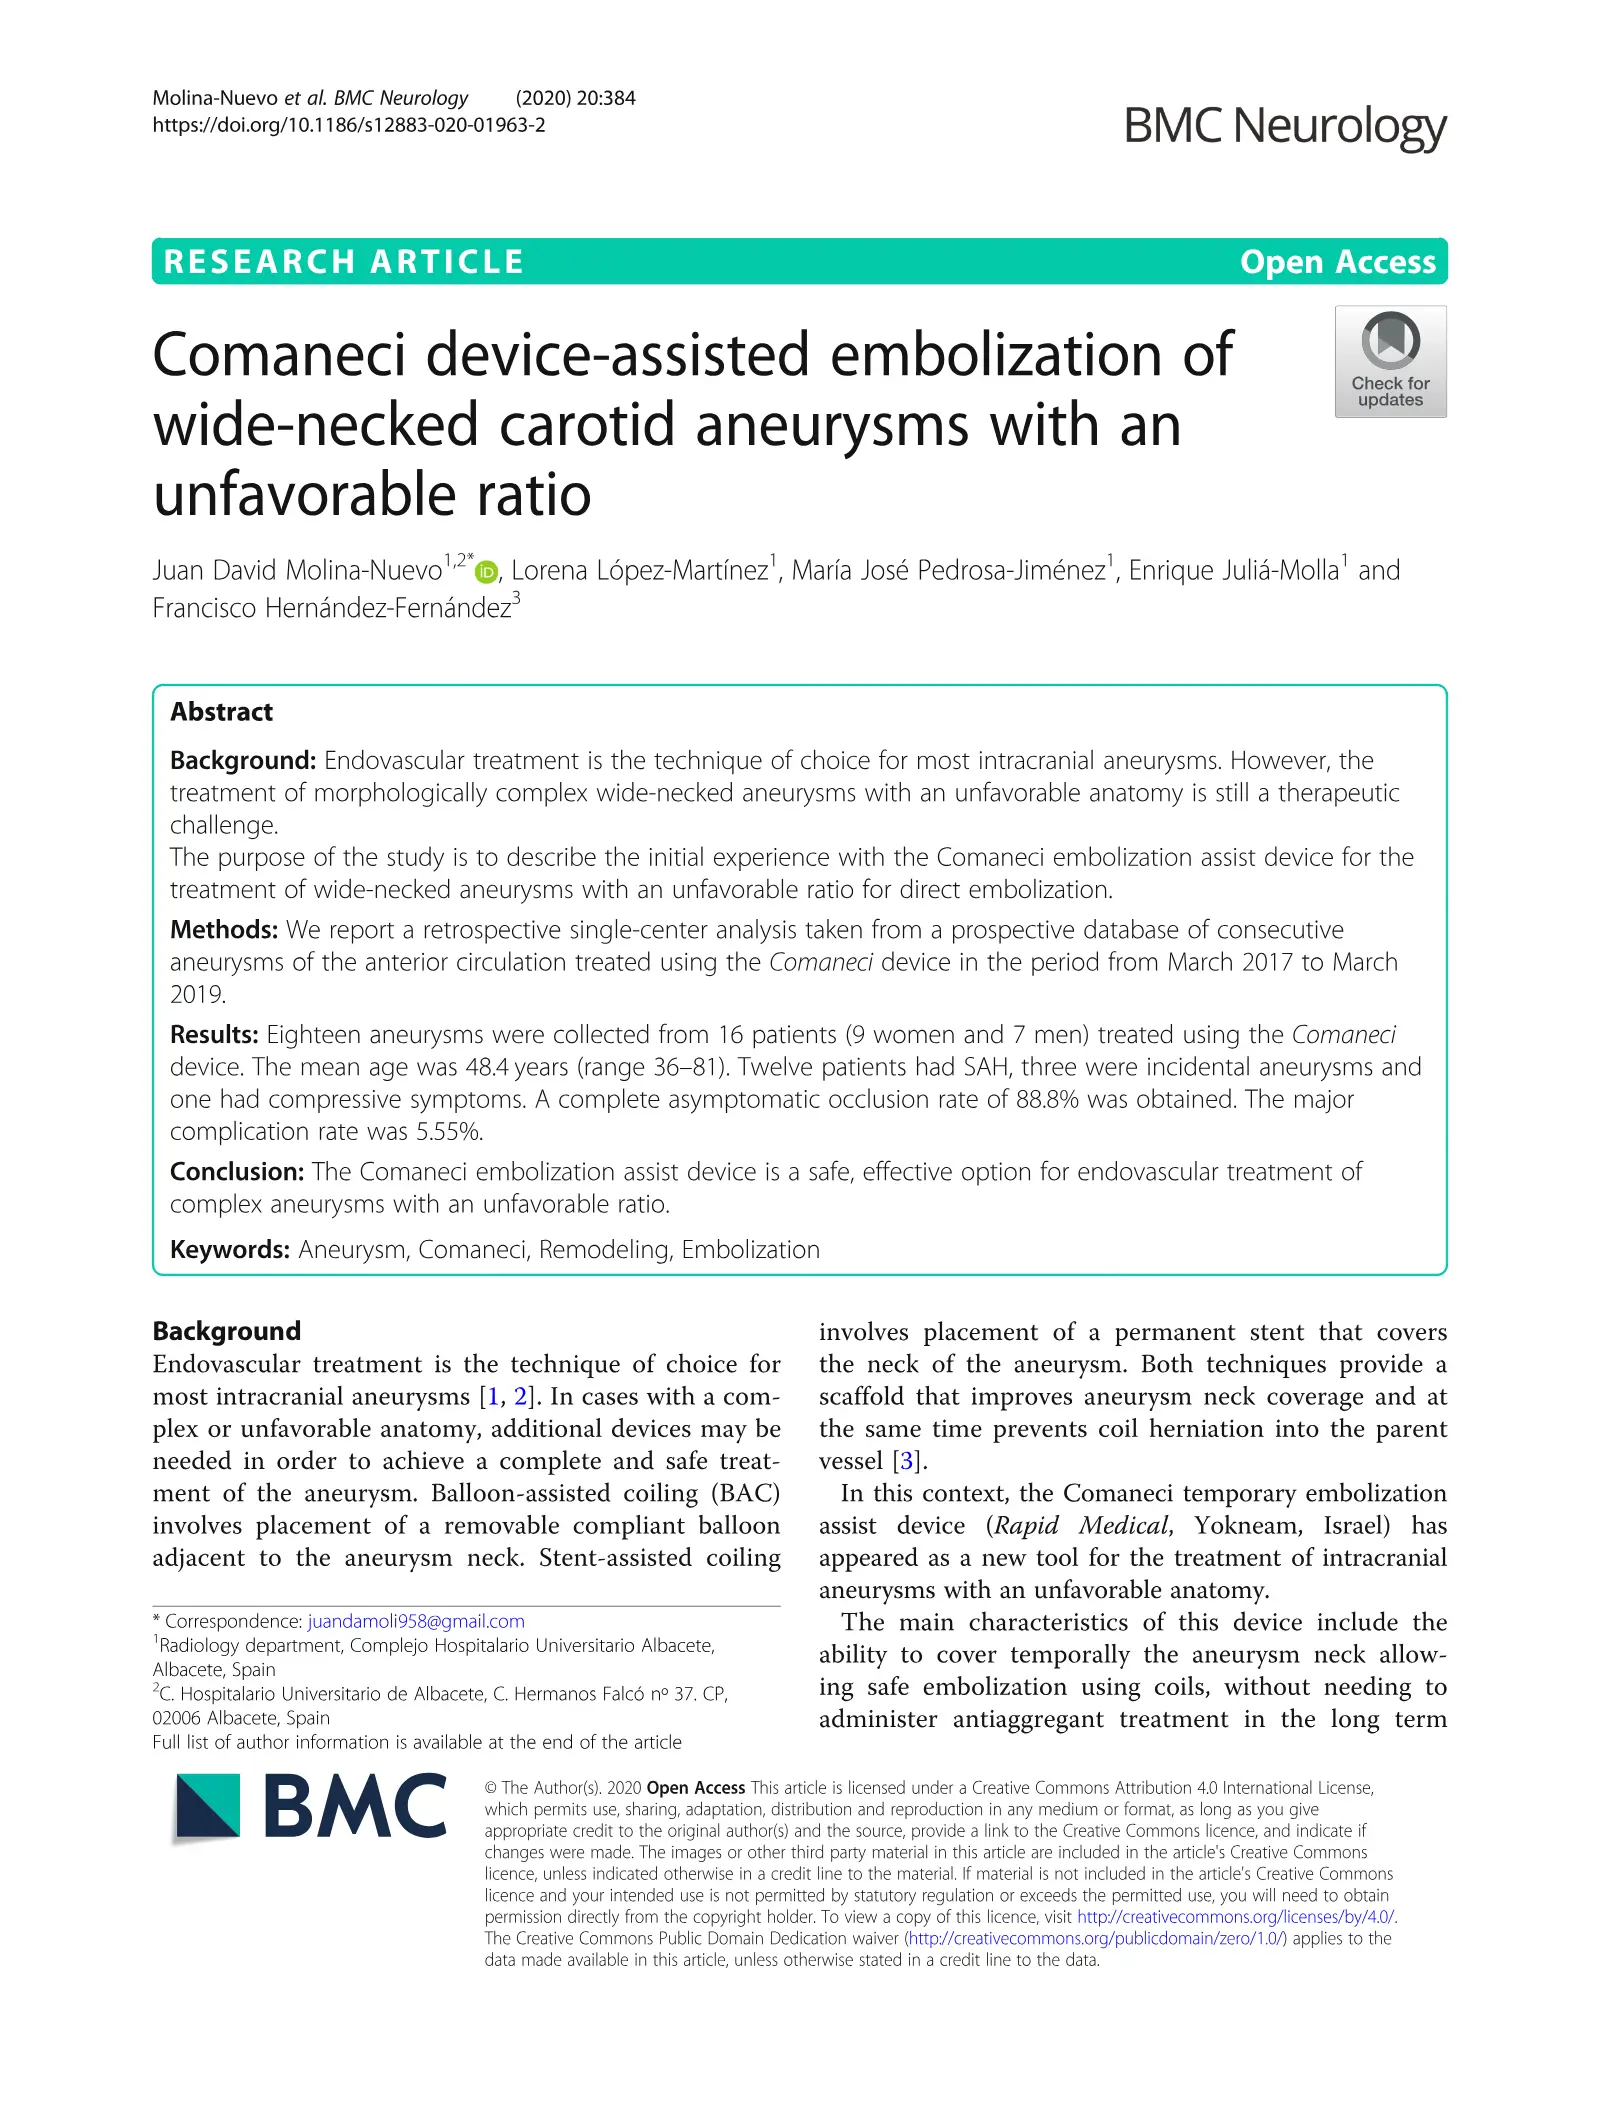 Molina-Nuevo et al. BMC Neurology (2020) 20:384
https://doi.org/10.1186/s12883-020-01963-2
BMC Neurology
RESEARCH ARTICLE Open Access
Check for
updates
Comaneci device-assisted embolization of
wide-necked carotid aneurysms with an
unfavorable ratio
Juan David Molina-Nuevo1,2* iD, Lorena López-Martínez1, María José Pedrosa-Jiménez1, Enrique Juliá-Molla1 and
Francisco Hernández-Fernández3
Abstract
Background: Endovascular treatment is the technique of choice for most intracranial aneurysms. However, the
treatment of morphologically complex wide-necked aneurysms with an unfavorable anatomy is still a therapeutic
challenge.
The purpose of the study is to describe the initial experience with the Comaneci embolization assist device for the
treatment of wide-necked aneurysms with an unfavorable ratio for direct embolization.
Methods: We report a retrospective single-center analysis taken from a prospective database of consecutive
aneurysms of the anterior circulation treated using the Comaneci device in the period from March 2017 to March
2019.
Results: Eighteen aneurysms were collected from 16 patients (9 women and 7 men) treated using the Comaneci
device. The mean age was 48.4 years (range 36–81). Twelve patients had SAH, three were incidental aneurysms and
one had compressive symptoms. A complete asymptomatic occlusion rate of 88.8% was obtained. The major
complication rate was 5.55%.
Conclusion: The Comaneci embolization assist device is a safe, effective option for endovascular treatment of
complex aneurysms with an unfavorable ratio.
Keywords: Aneurysm, Comaneci, Remodeling, Embolization
Background
Endovascular treatment is the technique of choice for
most intracranial aneurysms [1, 2]. In cases with a com-
plex or unfavorable anatomy, additional devices may be
needed in order to achieve a complete and safe treat-
ment of the aneurysm. Balloon-assisted coiling (BAC)
involves placement of a removable compliant balloon
adjacent to the aneurysm neck. Stent-assisted coiling
involves placement of a permanent stent that covers
the neck of the aneurysm. Both techniques provide a
scaffold that improves aneurysm neck coverage and at
the same time prevents coil herniation into the parent
vessel [3].
In this context, the Comaneci temporary embolization
assist device (Rapid Medical, Yokneam, Israel) has
appeared as a new tool for the treatment of intracranial
aneurysms with an unfavorable anatomy.
The main characteristics of this device include the
ability to cover temporally the aneurysm neck allow-
ing safe embolization using coils, without needing to
administer antiaggregant treatment in the long term
* Correspondence: juandamoli958@gmail.com
1Radiology department, Complejo Hospitalario Universitario Albacete,
Albacete, Spain
2C. Hospitalario Universitario de Albacete, C. Hermanos Falcó nº 37. CP,
02006 Albacete, Spain
Full list of author information is available at the end of the article
BMC
© The Author(s). 2020 Open Access This article is licensed under a Creative Commons Attribution 4.0 International License,
which permits use, sharing, adaptation, distribution and reproduction in any medium or format, as long as you give
appropriate credit to the original author(s) and the source, provide a link to the Creative Commons licence, and indicate if
changes were made. The images or other third party material in this article are included in the article's Creative Commons
licence, unless indicated otherwise in a credit line to the material. If material is not included in the article's Creative Commons
licence and your intended use is not permitted by statutory regulation or exceeds the permitted use, you will need to obtain
permission directly from the copyright holder. To view a copy of this licence, visit http://creativecommons.org/licenses/by/4.0/.
The Creative Commons Public Domain Dedication waiver (http://creativecommons.org/publicdomain/zero/1.0/) applies to the
data made available in this article, unless otherwise stated in a credit line to the data.